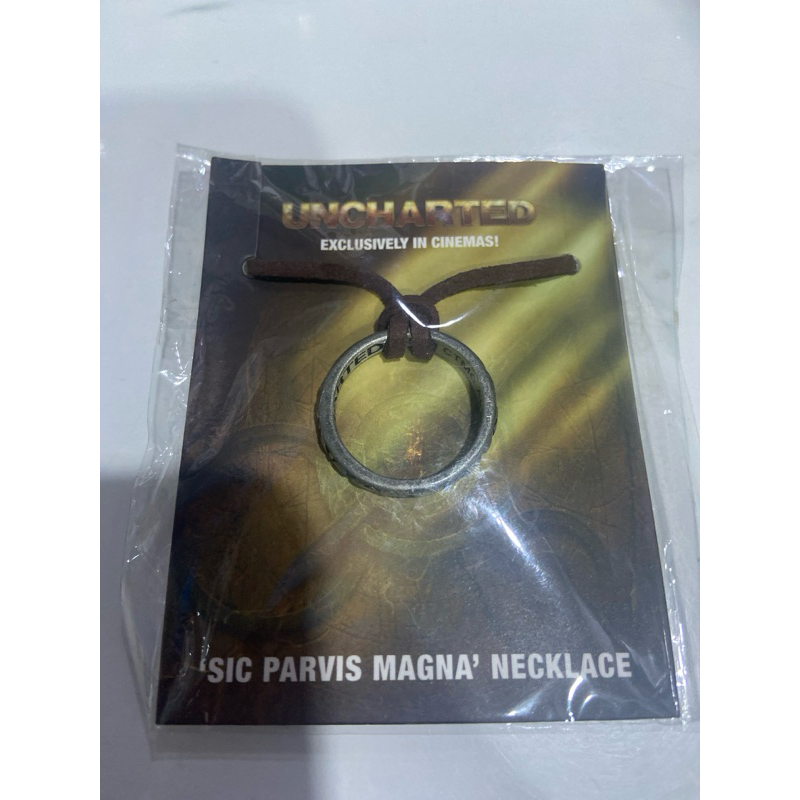 UNCHARTED
EXCLUSIVELY IN CINEMAS!
'SIC PARVIS MAGNA' NECKLACE